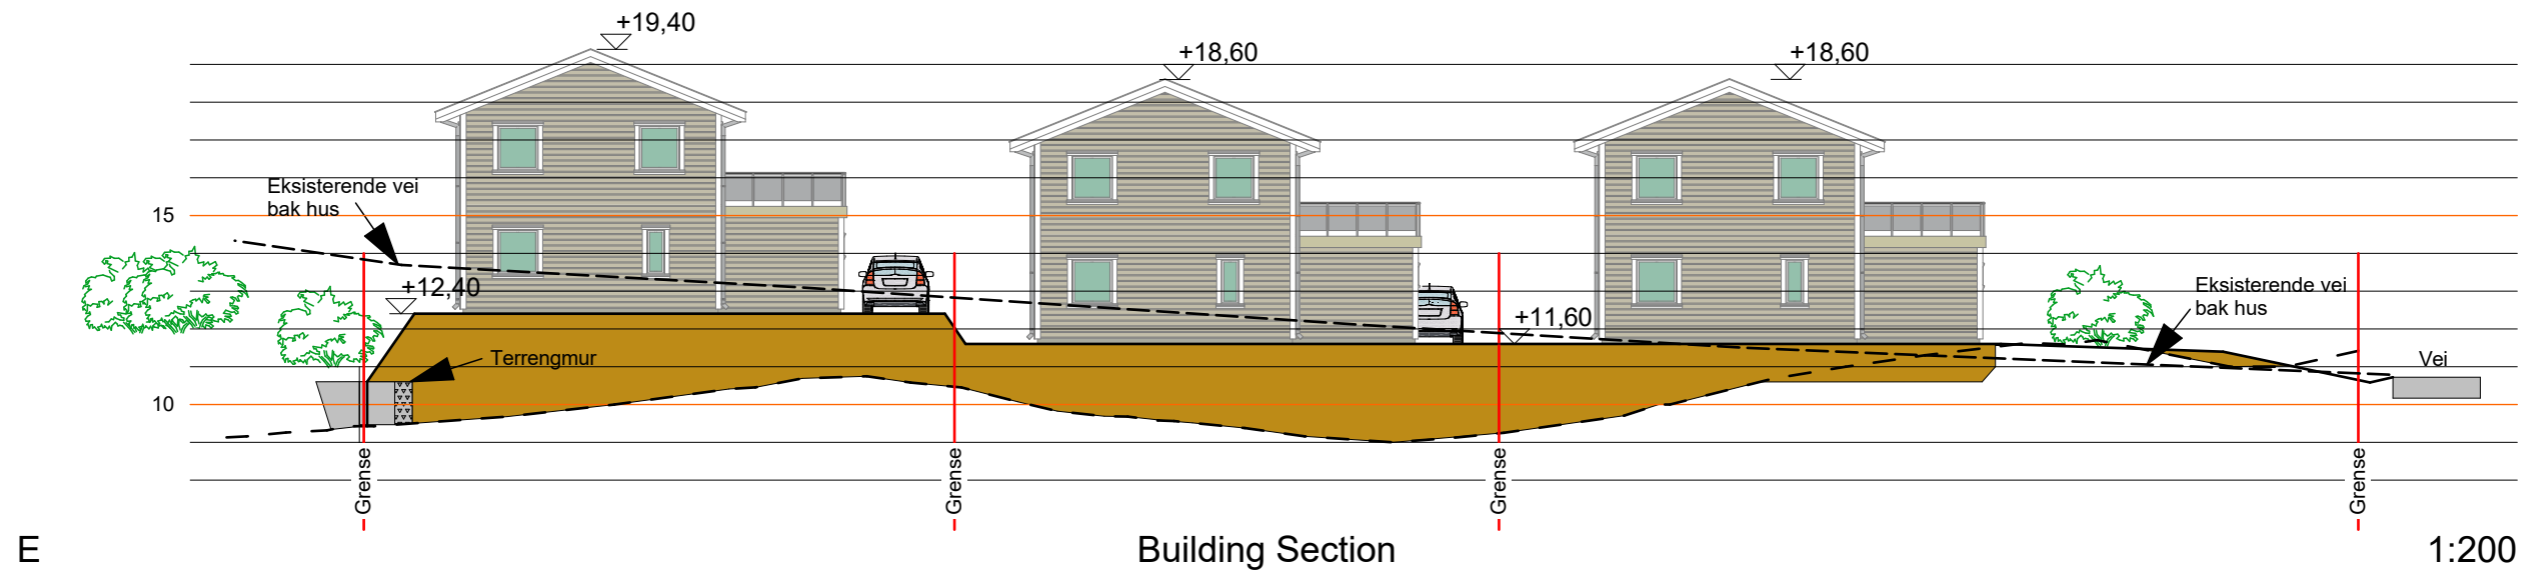 +19,40
+18,60
+18,60
Eksisterende vei
bak hus
15
+12,40
Eksisterende vei
bak hus
+11,60
Terrengmur
Vei
10
Grense
Grense
Grense
Grense
E
Building Section
1:200